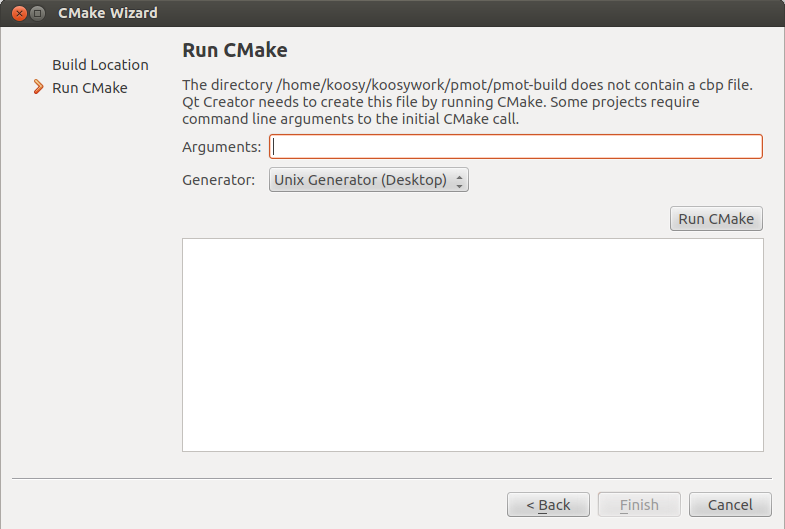 CMake Wizard
Build Location
Run CMake
Run CMake
The directory /home/koosy/koosywork/pmot/pmot-build does not contain a cbp file.
Qt Creator needs to create this file by running CMake. Some projects require
command line arguments to the initial CMake call.
Arguments:
Generator: Unix Generator (Desktop)
Run CMake
< Back Finish Cancel